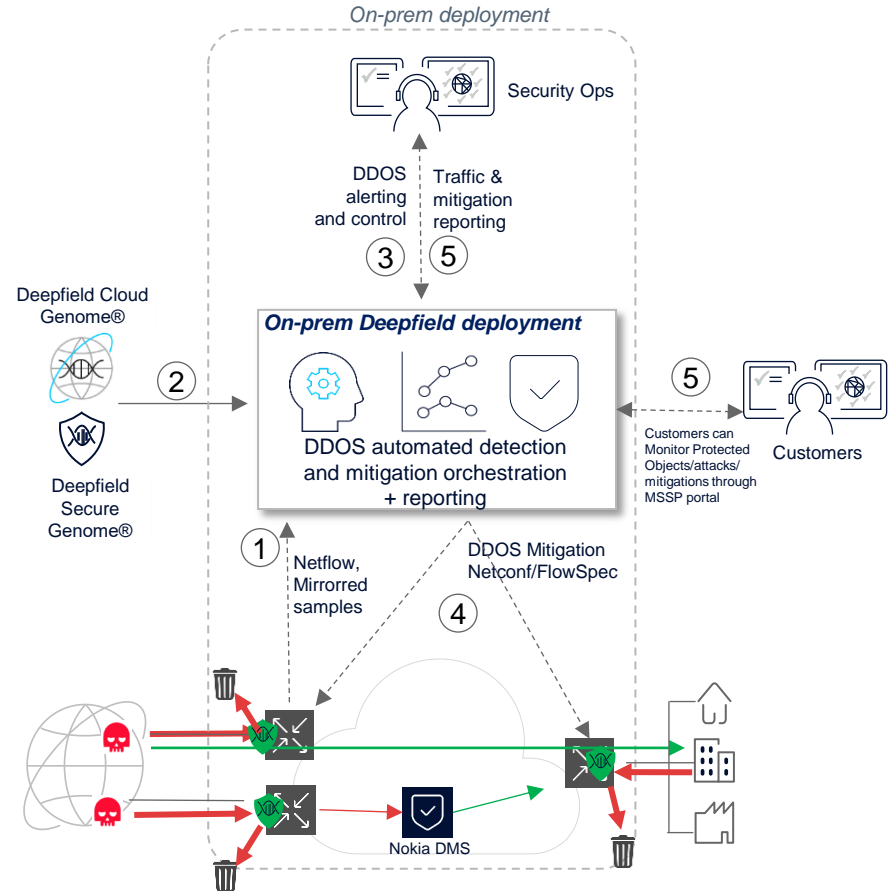 On-prem deployment
Security Ops
DDOS
alerting
and control
Traffic &
mitigation
reporting
3
5
Deepfield Cloud
Genome®
2
Deepfield
Secure
Genome®
On-prem Deepfield deployment
DDOS automated detection
and mitigation orchestration
+ reporting
5
Customers can
Monitor Protected
Objects/attacks/
mitigations through
MSSP portal
Customers
1
Netflow,
Mirrorred
samples
DDOS Mitigation
Netconf/FlowSpec
4
Nokia DMS